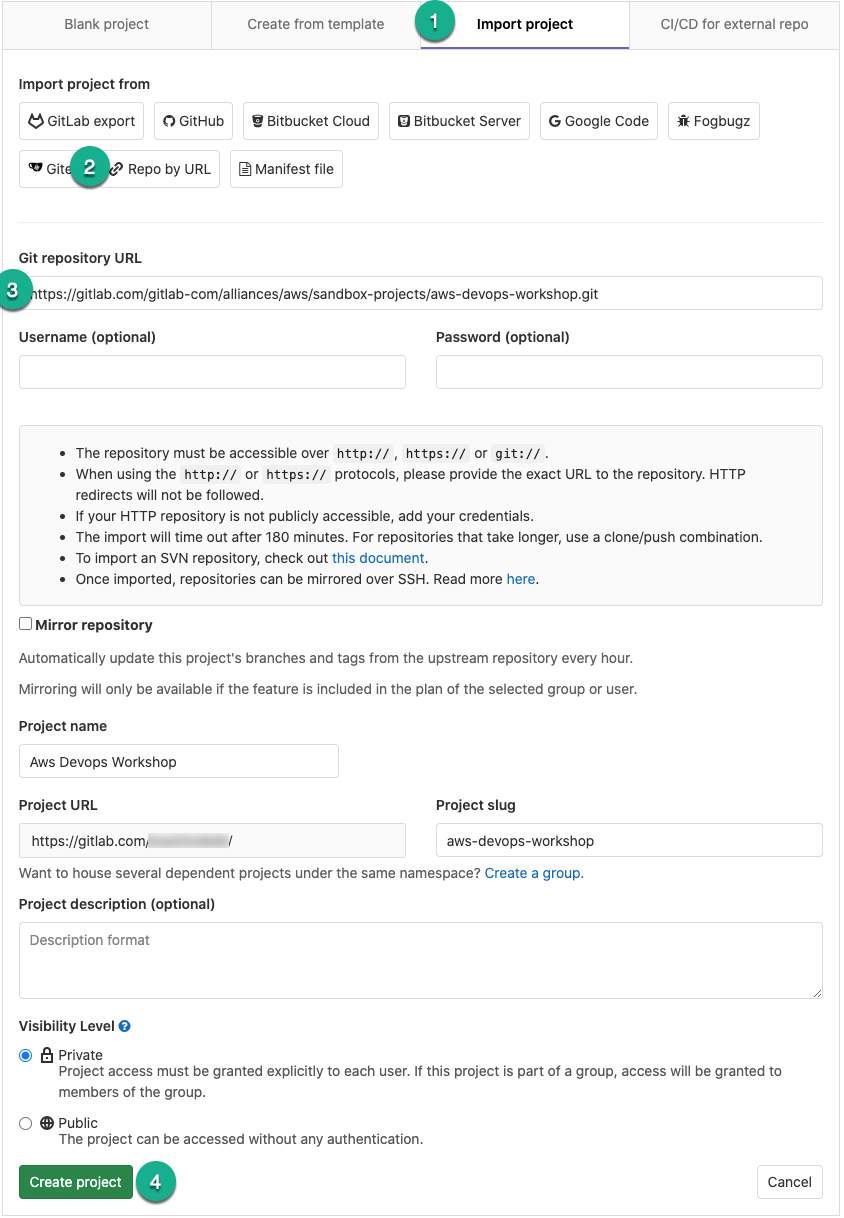 Blank project
Create from template
1
Import project
CI/CD for external repo
Import project from
GitLab export
GitHub
Bitbucket Cloud
Bitbucket Server
Google Code
Fogbugz
Gite
2
Repo by URL
Manifest file
Git repository URL
3
https://gitlab.com/gitlab-com/alliances/aws/sandbox-projects/aws-devops-workshop.git
Username (optional)
Password (optional)
The repository must be accessible over http://, https:// or git://.
When using the http:// or https:// protocols, please provide the exact URL to the repository. HTTP
redirects will not be followed.
If your HTTP repository is not publicly accessible, add your credentials.
The import will time out after 180 minutes. For repositories that take longer, use a clone/push combination.
To import an SVN repository, check out this document.
Once imported, repositories can be mirrored over SSH. Read more here.
Mirror repository
Automatically update this project's branches and tags from the upstream repository every hour.
Mirroring will only be available if the feature is included in the plan of the selected group or user.
Project name
Aws Devops Workshop
Project URL
Project slug
https://gitlab.com/ /
aws-devops-workshop
Want to house several dependent projects under the same namespace? Create a group.
Project description (optional)
Description format
Visibility Level ?
Private
Project access must be granted explicitly to each user. If this project is part of a group, access will be granted to
members of the group.
Public
The project can be accessed without any authentication.
Create project
4
Cancel